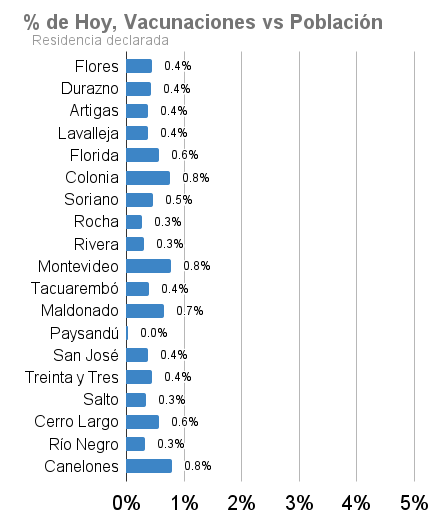 % de Hoy, Vacunaciones vs Población
Residencia declarada
Flores 0.4%
Durazno 0.4%
Artigas 0.4%
Lavalleja 0.4%
Florida 0.6%
Colonia 0.8%
Soriano 0.5%
Rocha 0.3%
Rivera 0.3%
Montevideo 0.8%
Tacuarembó 0.4%
Maldonado 0.7%
Paysandú 0.0%
San José 0.4%
Treinta y Tres 0.4%
Salto 0.3%
Cerro Largo 0.6%
Río Negro 0.3%
Canelones 0.8%
0% 1% 2% 3% 4% 5%